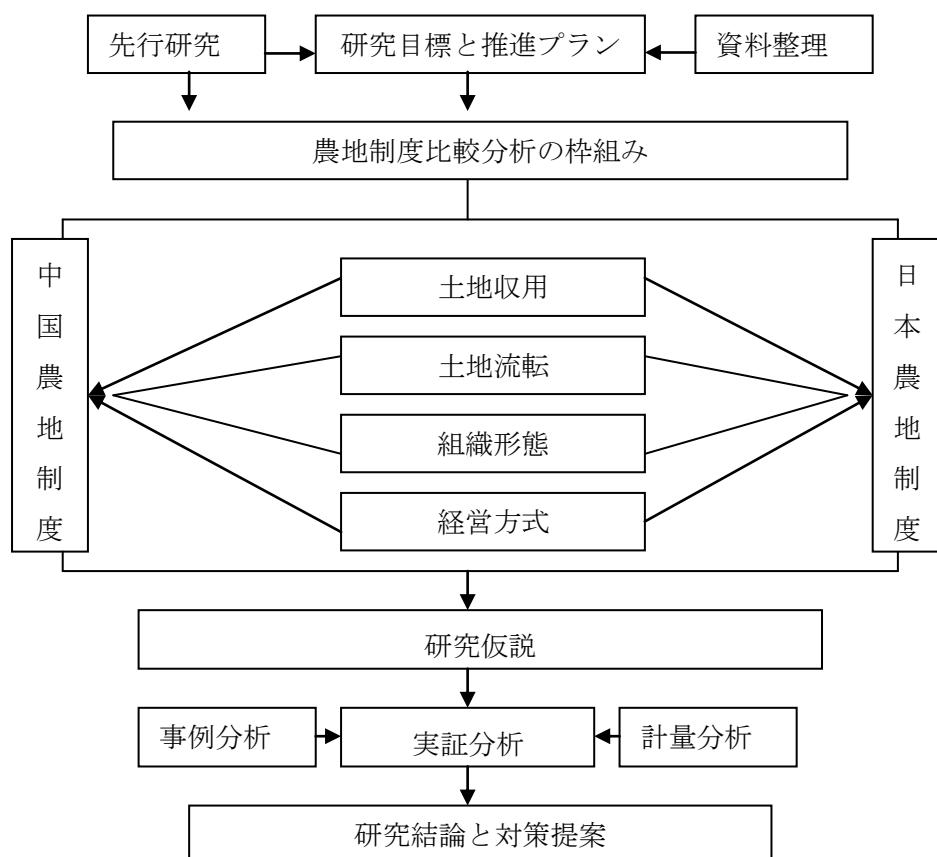 先行研究
研究目標と推進プラン
資料整理
農地制度比較分析の枠組み
中国農地制度
土地収用
土地流転
組織形態
経営方式
日本農地制度
研究仮説
事例分析
実証分析
計量分析
研究結論と対策提案